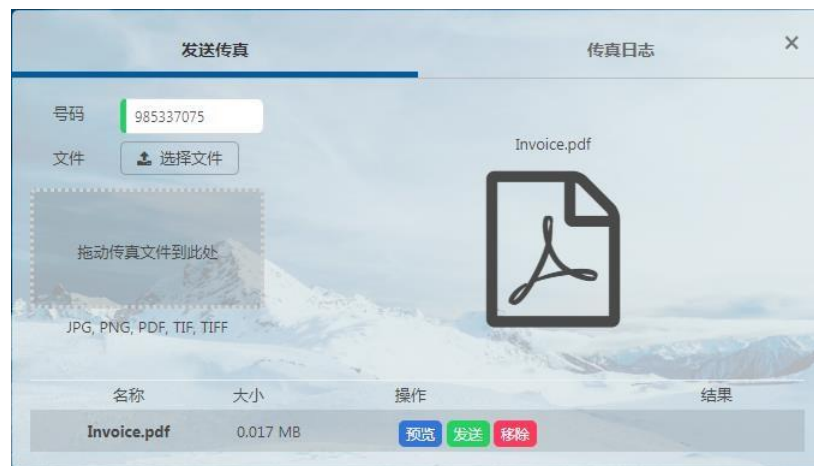 发送传真
传真日志
×
号码
985337075
文件
选择文件
拖动传真文件到此处
JPG, PNG, PDF, TIF, TIFF
Invoice.pdf
名称 大小 操作 结果
Invoice.pdf 0.017 MB 预览 发送 移除